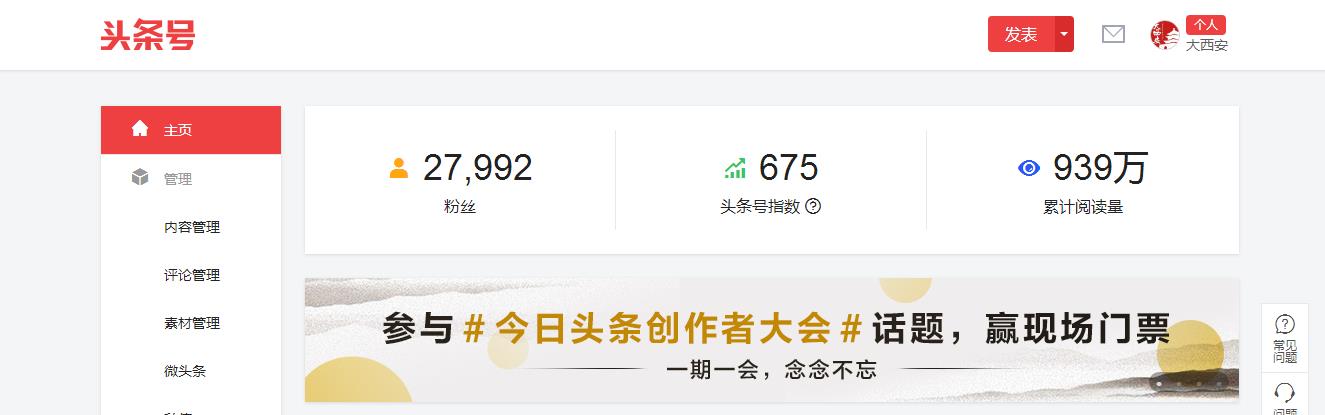 头条号
发表
个人
大西安
主页
管理
内容管理
评论管理
素材管理
微头条
27,992
粉丝
675
头条号指数
939万
累计阅读量
参与#今日头条创作者大会#话题，赢现场门票
一期一会，念念不忘
常见
问题